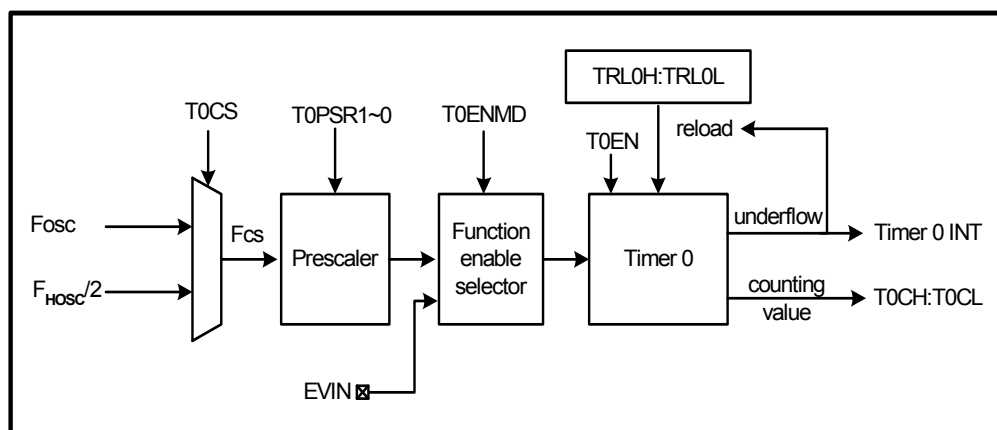 TRL0H:TRL0L
T0CS
T0PSR1~0
T0ENMD
T0EN
reload
Fosc
Fcs
Prescaler
Function
enable
selector
Timer 0
underflow
Timer 0 INT
FHOSC/2
counting
value
T0CH:T0CL
EVIN